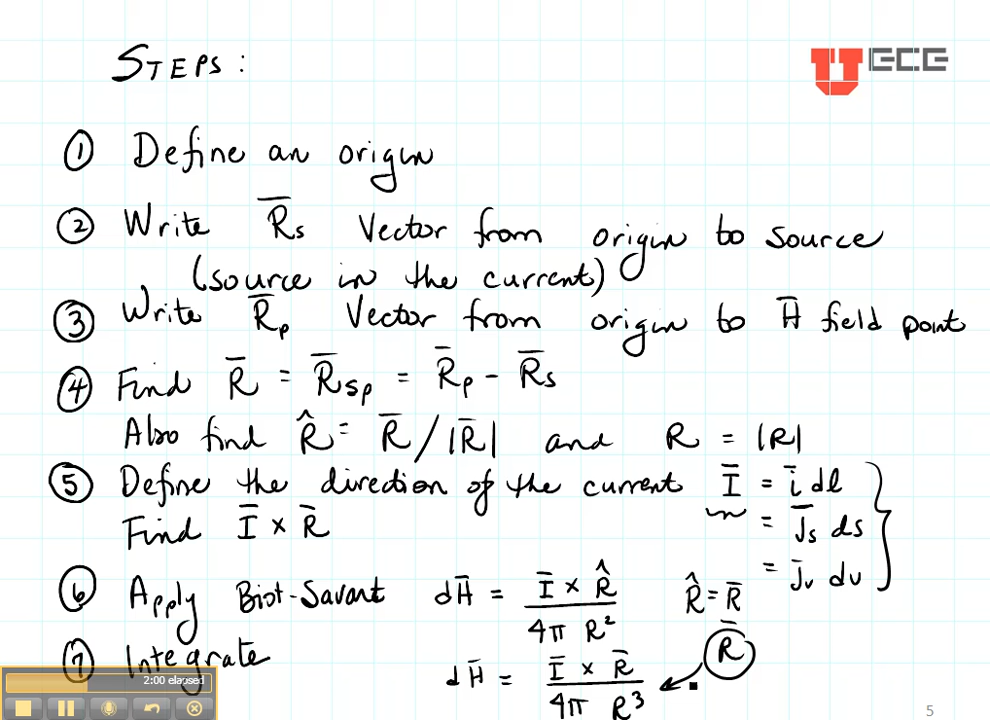 STEPS:
U ECE
① Define an origin
② Write R̅s Vector from origin to source
(source in the current)
③ Write R̅p Vector from origin to H̅ field point
④ Find R̅ = R̅sp = R̅p - R̅s
Also find R̂ = R̅ / |R̅| and R = |R|
⑤ Define the direction of the current I̅ = i̅ dl
Find I̅ × R̅ = J̅s ds
= J̅v dv
⑥ Apply Biot-Savart dH̅ = I̅ × R̂ / 4π R² R̂ = R̅ / R̅
⑦ Integrate
dH̅ = I̅ × R̅ / 4π R³
2:00 elapsed
5